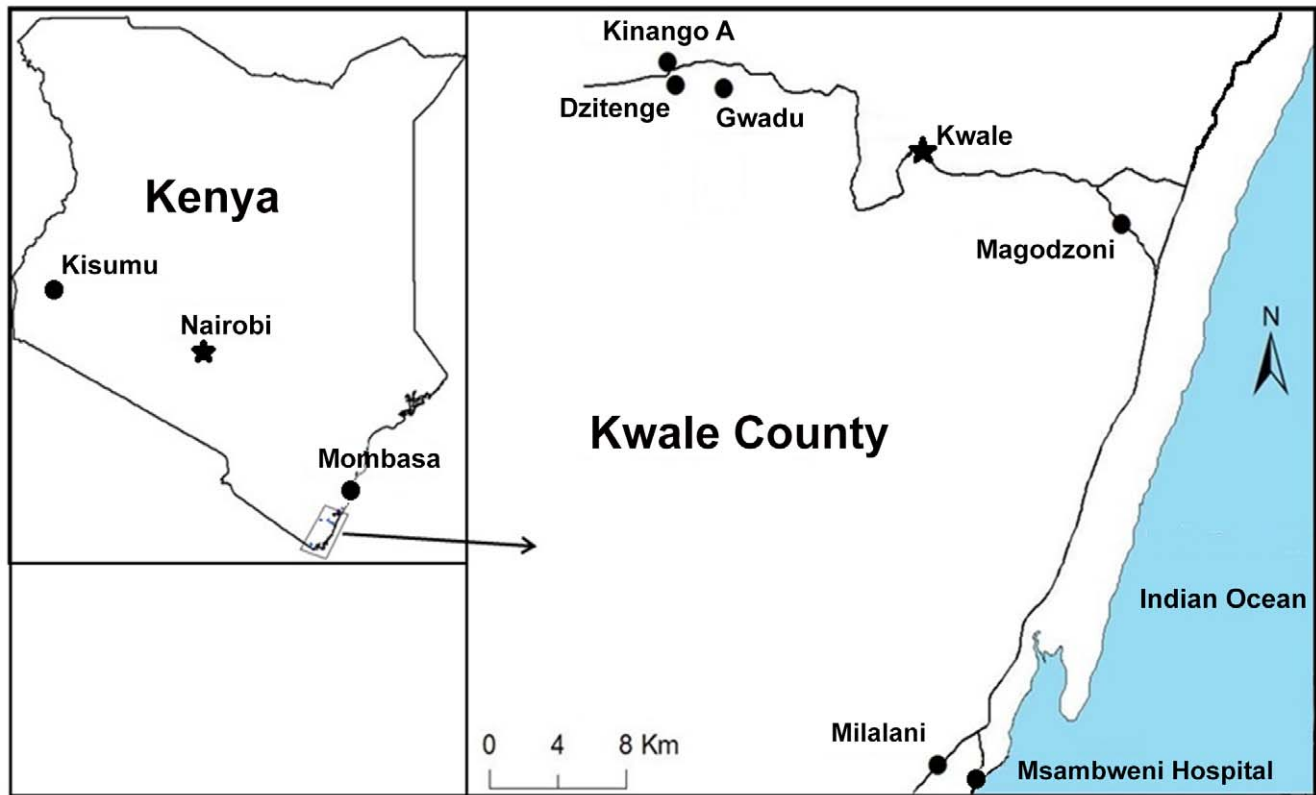 Kenya
Kisumu
Nairobi
Mombasa
Kinango A
Dzitenge
Gwadu
Kwale
Magodzoni
N
Kwale County
Indian Ocean
Milalani
0 4 8 Km
Msambweni Hospital